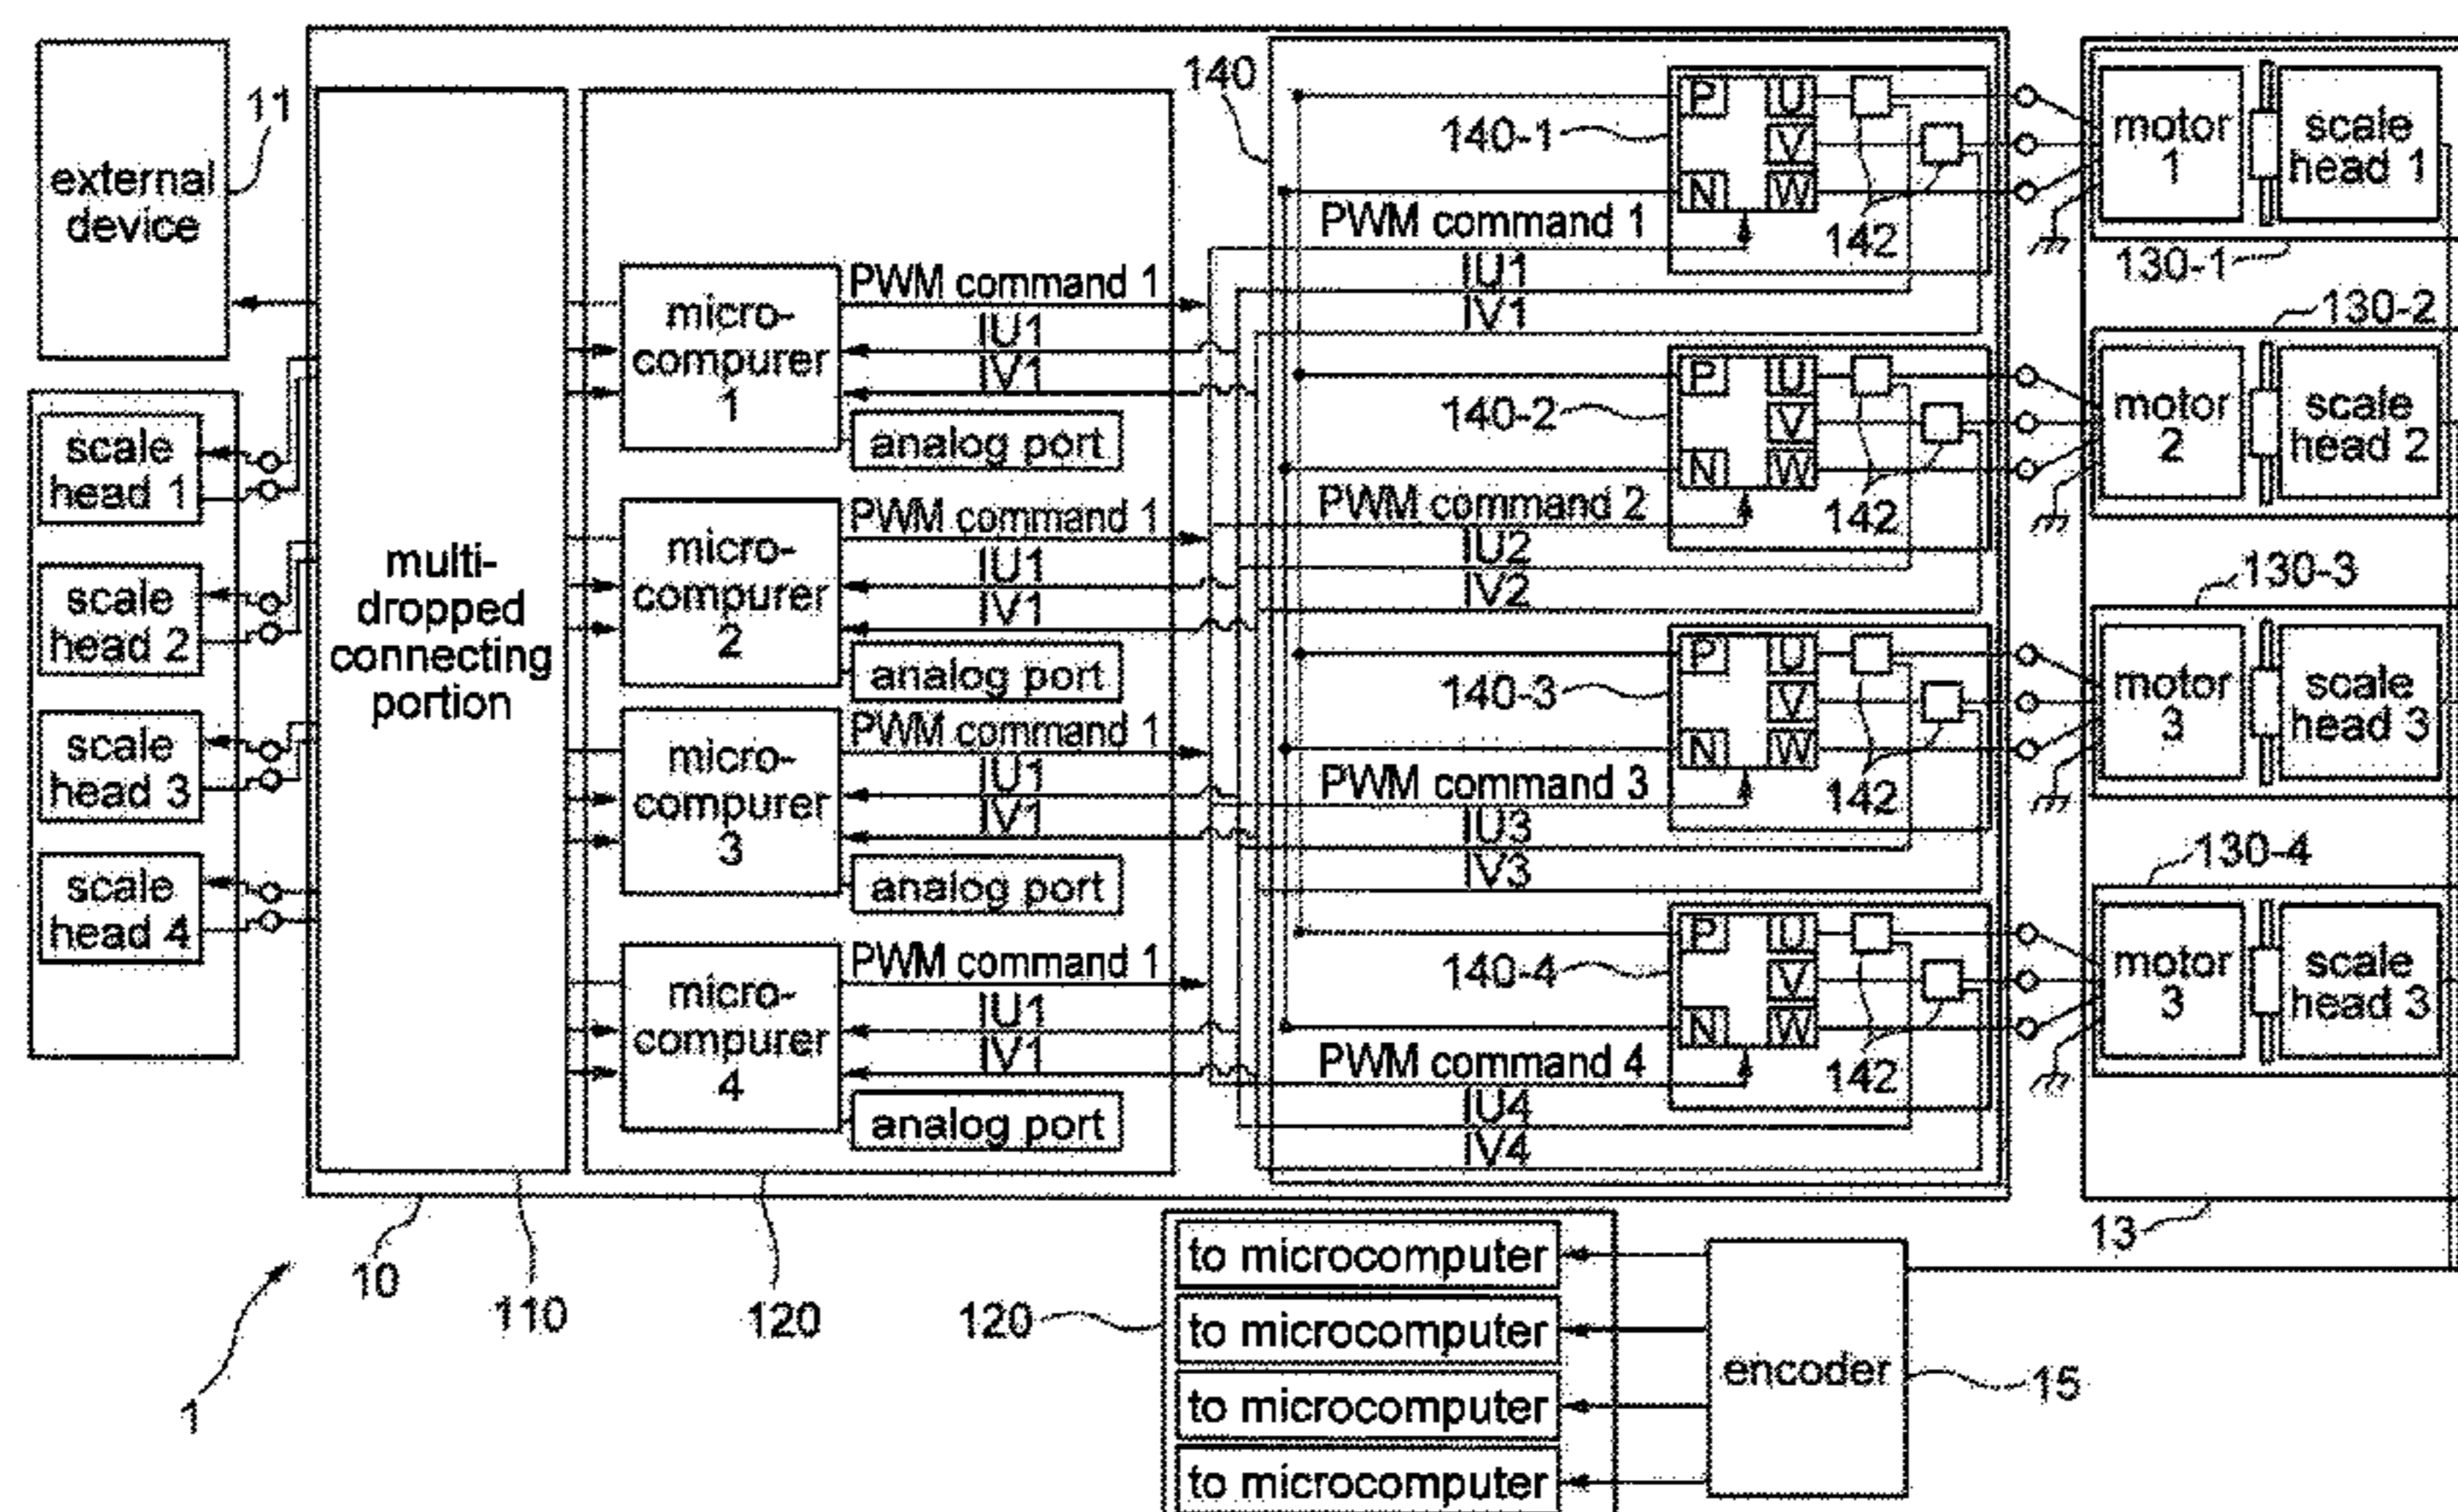 external
device
11
scale
head 1
scale
head 2
scale
head 3
scale
head 4
multi-
dropped
connecting
portion
micro-
compurer
1
PWM command 1
IU1
IV1
analog port
micro-
compurer
2
PWM command 1
IU1
IV1
analog port
micro-
compurer
3
PWM command 1
IU1
IV1
analog port
micro-
compurer
4
PWM command 1
IU1
IV1
analog port
140
140-1
P
U
V
N
W
142
PWM command 1
IU1
IV1
140-2
P
U
V
N
W
142
PWM command 2
IU2
IV2
140-3
P
U
V
N
W
142
PWM command 3
IU3
IV3
140-4
P
U
V
N
W
142
PWM command 4
IU4
IV4
motor
1
scale
head 1
130-1
130-2
motor
2
scale
head 2
130-3
motor
3
scale
head 3
130-4
motor
3
scale
head 3
13
10
110
120
1
120
to microcomputer
to microcomputer
to microcomputer
to microcomputer
encoder
15